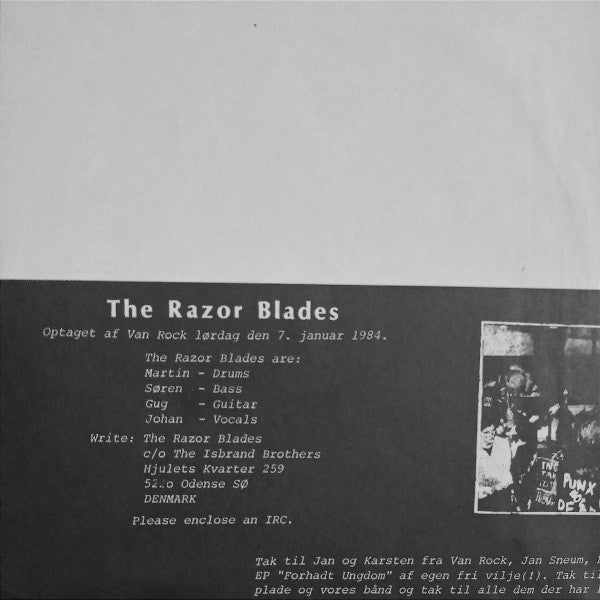 The Razor Blades
Optaget af Van Rock lørdag den 7. januar 1984.
The Razor Blades are:
Martin - Drums
Søren - Bass
Gug - Guitar
Johan - Vocals
Write: The Razor Blades
c/o The Isbrand Brothers
Hjulets Kvarter 259
Odense SØ
DENMARK
Please enclose an IRC.
PUNX
Tak til Jan og Karsten fra Van Rock, Jan Sneum,
EP "Forhadt Ungdom" af egen fri vilje(!). Tak
plade og vores bånd og tak til alle dem der har